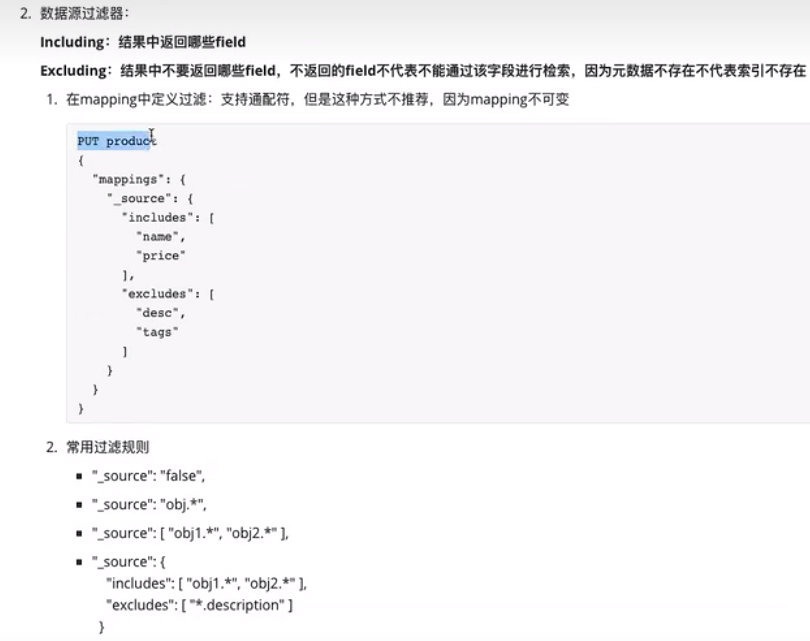 2. 数据源过滤器：
Including：结果中返回哪些field
Excluding：结果中不要返回哪些field，不返回的field不代表不能通过该字段进行检索，因为元数据不存在不代表索引不存在
1. 在mapping中定义过滤：支持通配符，但是这种方式不推荐，因为mapping不可变
PUT product
{
"mappings": {
"_source": {
"includes": [
"name",
"price"
],
"excludes": [
"desc",
"tags"
]
}
}
}
2. 常用过滤规则
▪ "_source": "false",
▪ "_source": "obj.*",
▪ "_source": [ "obj1.*", "obj2.*" ],
▪ "_source": {
"includes": [ "obj1.*", "obj2.*" ],
"excludes": [ "*.description" ]
}